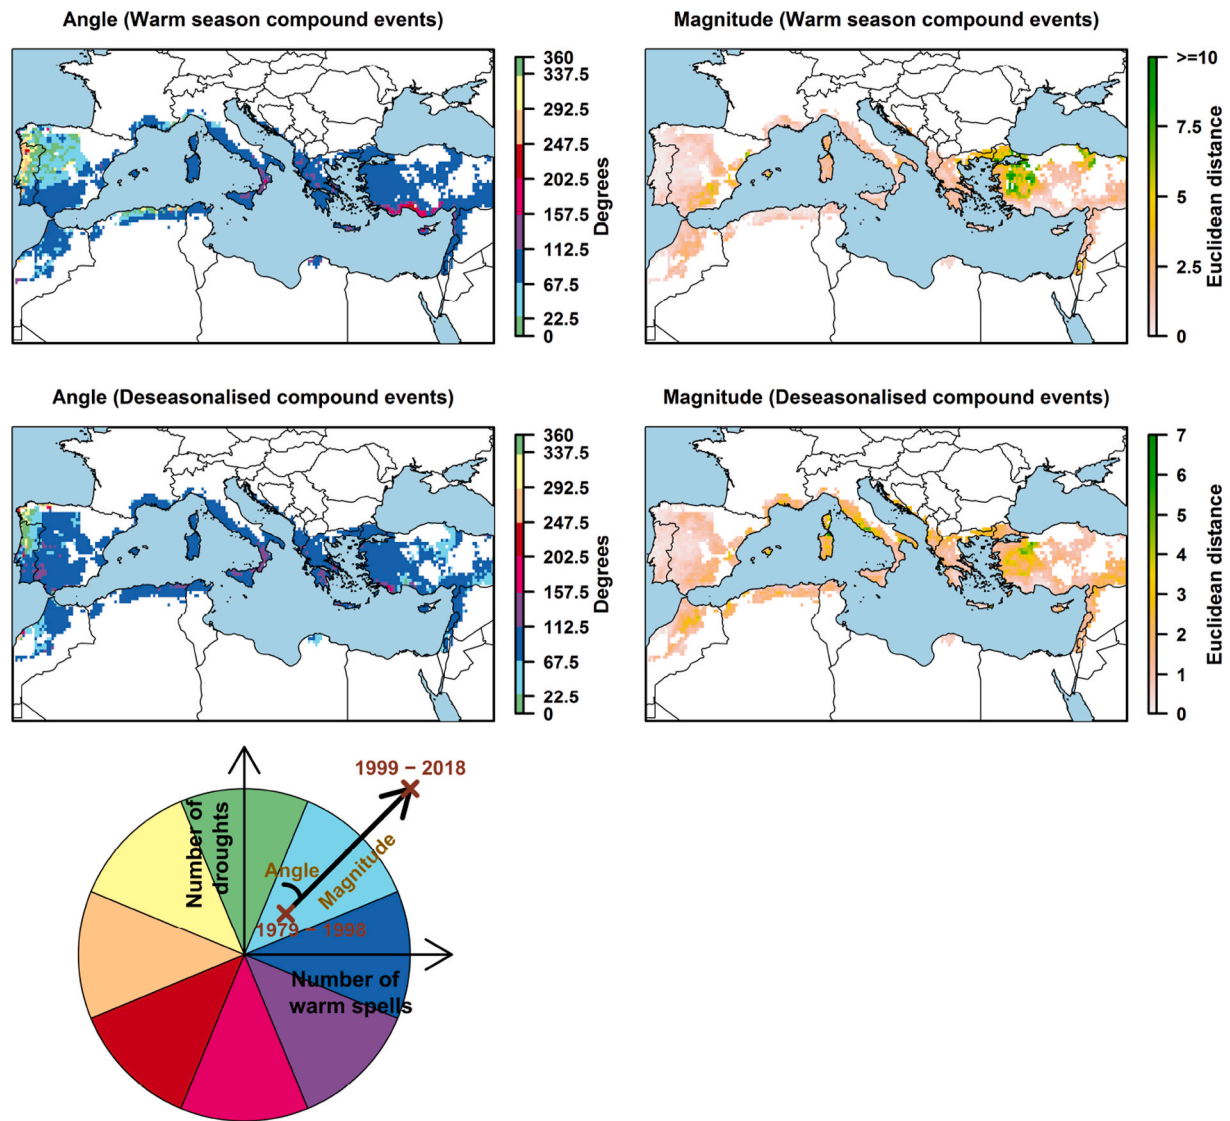 Angle (Warm season compound events)
360
337.5
292.5
247.5
202.5
157.5
112.5
67.5
22.5
0
Degrees
Magnitude (Warm season compound events)
>=10
7.5
5
2.5
0
Euclidean distance
Angle (Deseasonalised compound events)
360
337.5
292.5
247.5
202.5
157.5
112.5
67.5
22.5
0
Degrees
Magnitude (Deseasonalised compound events)
7
6
5
4
3
2
1
0
Euclidean distance
1999 − 2018
Number of
droughts
Angle
Magnitude
1979 − 1998
Number of
warm spells